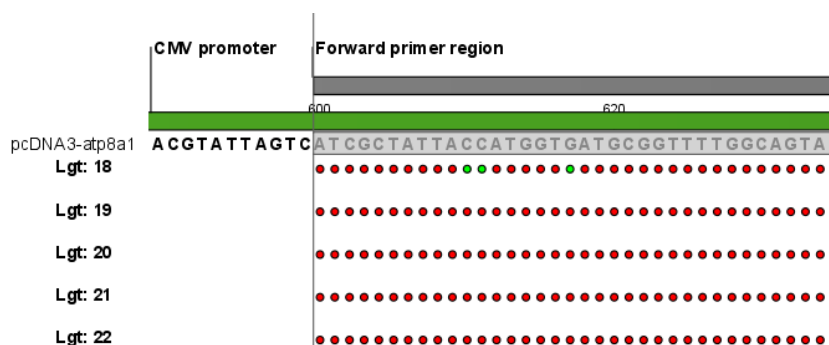 CMV promoter Forward primer region
600 620
pcDNA3-atp8a1 ACGTATTAGTCATCGCTATTACCATGGTGATGCGGTTTTGGCAGTA
Lgt: 18
Lgt: 19
Lgt: 20
Lgt: 21
Lgt: 22